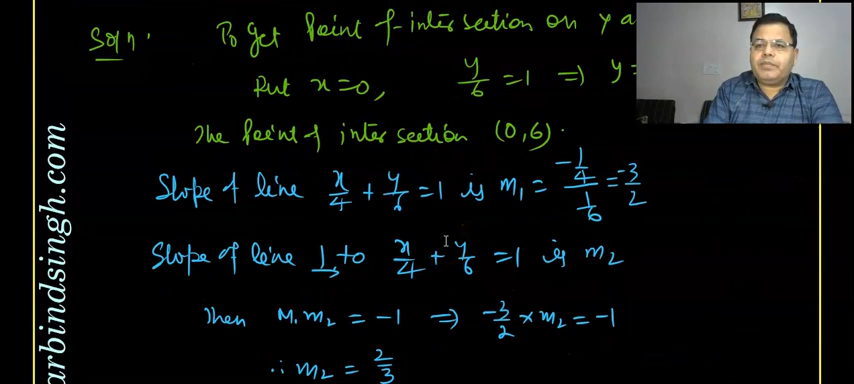 Solⁿ. To get Point of intersection on y a
Put x = 0, y/6 = 1 ⇒ y =
The Point of intersection (0, 6).
Slope of line x/4 + y/6 = 1 is m₁ = (-1/4)/(1/6) = -3/2
Slope of line ⊥ to x/4 + y/6 = 1 is m₂
Then M₁m₂ = -1 ⇒ -3/2 × m₂ = -1
∴ m₂ = 2/3
arbindsingh.com